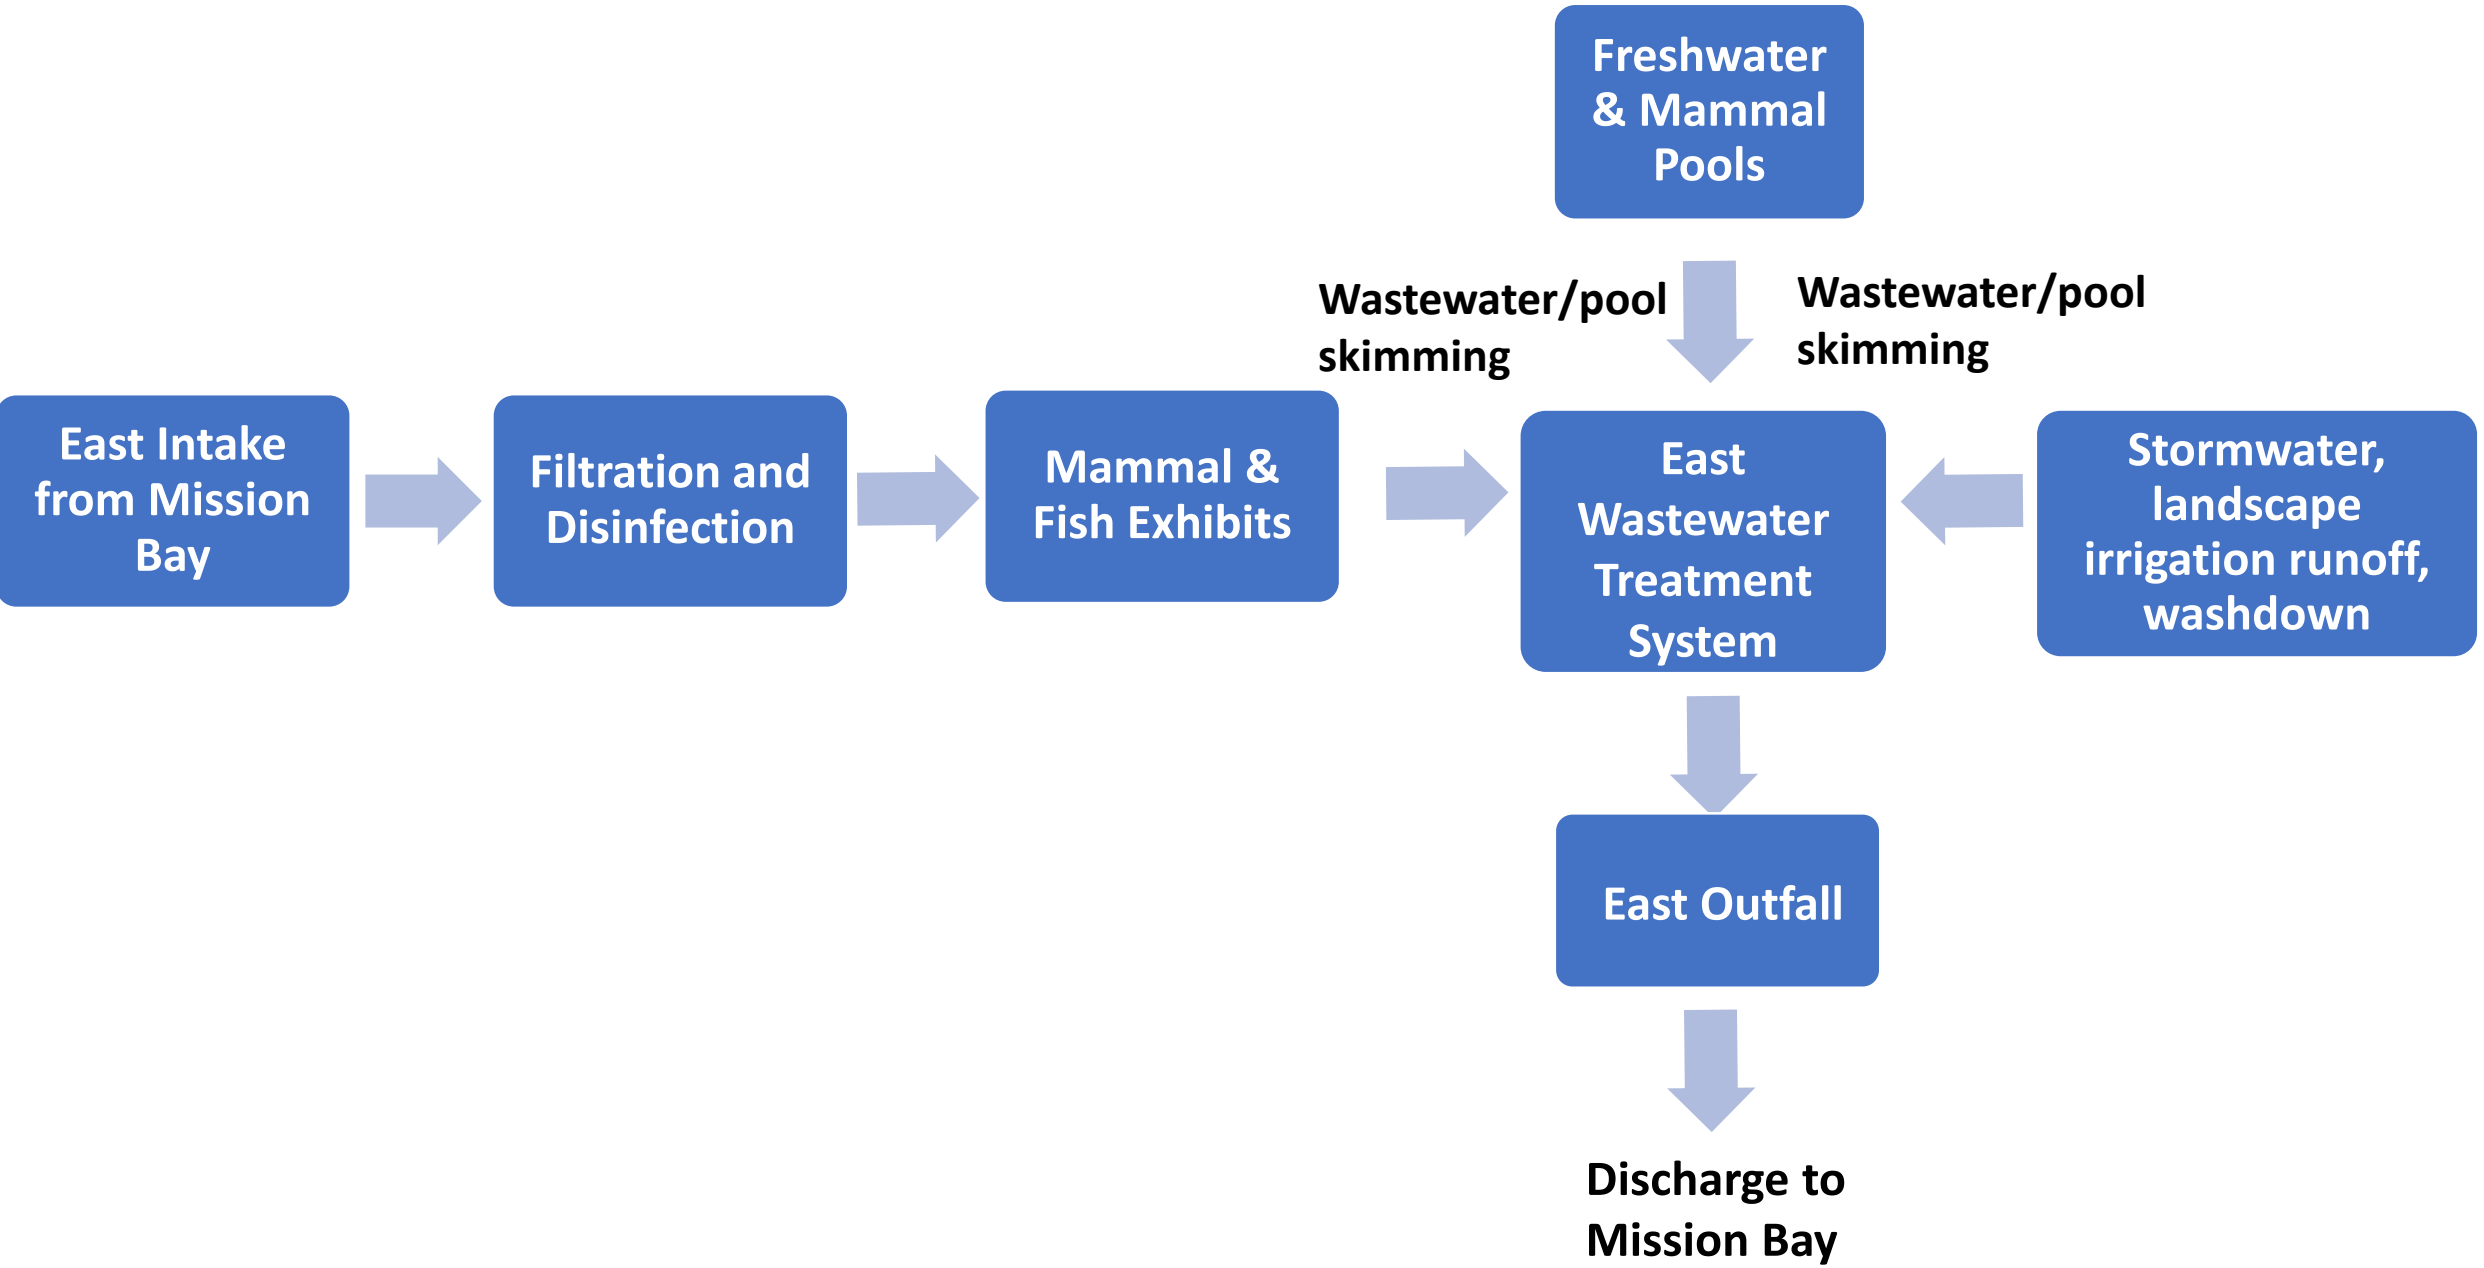 Freshwater
& Mammal
Pools
Wastewater/pool
skimming
Wastewater/pool
skimming
East Intake
from Mission
Bay
Filtration and
Disinfection
Mammal &
Fish Exhibits
East
Wastewater
Treatment
System
Stormwater,
landscape
irrigation runoff,
washdown
East Outfall
Discharge to
Mission Bay